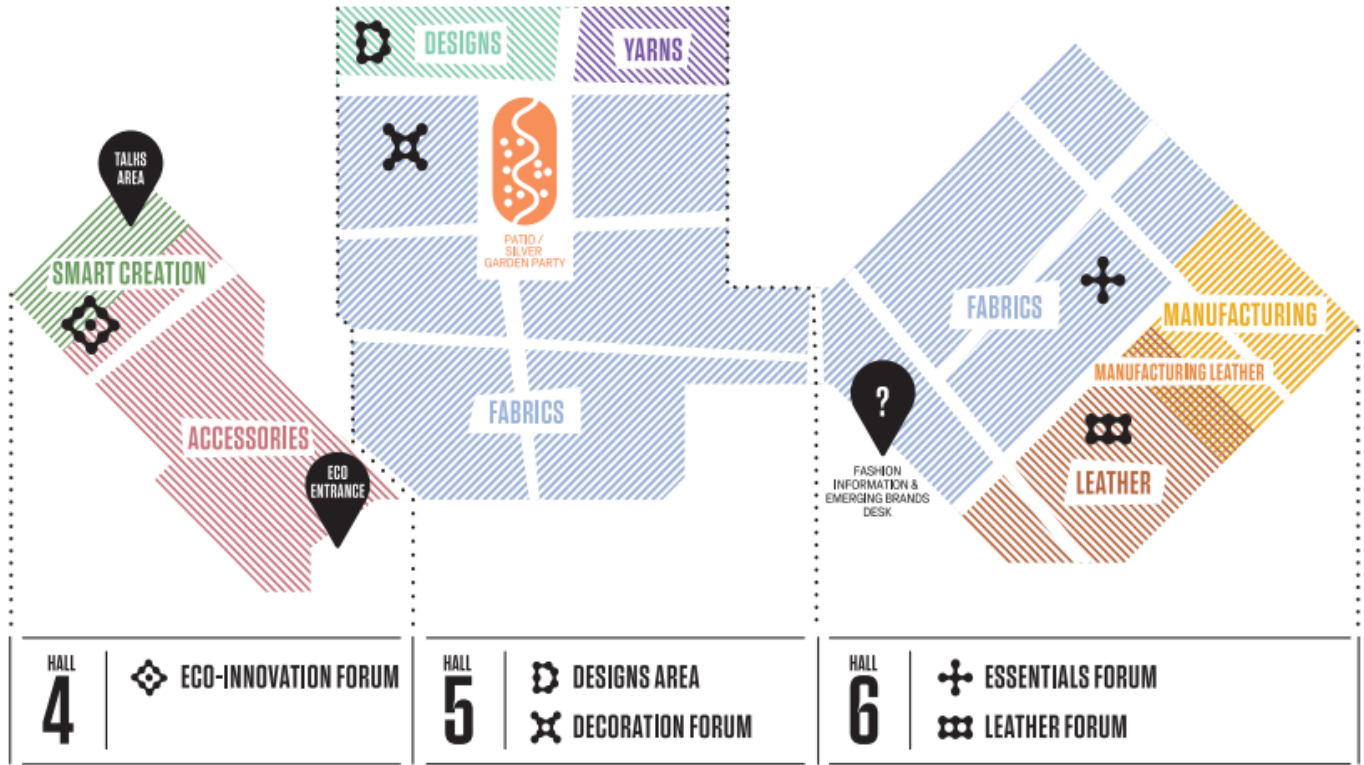 DESIGNS
YARNS
TALKS
AREA
PATIO /
SILVER
GARDEN PARTY
SMART CREATION
FABRICS
MANUFACTURING
MANUFACTURING LEATHER
ACCESSORIES
FABRICS
?
ECO
ENTRANCE
FASHION
INFORMATION &
EMERGING BRANDS
DESK
LEATHER
HALL
4
ECO-INNOVATION FORUM
HALL
5
DESIGNS AREA
DECORATION FORUM
HALL
6
ESSENTIALS FORUM
LEATHER FORUM